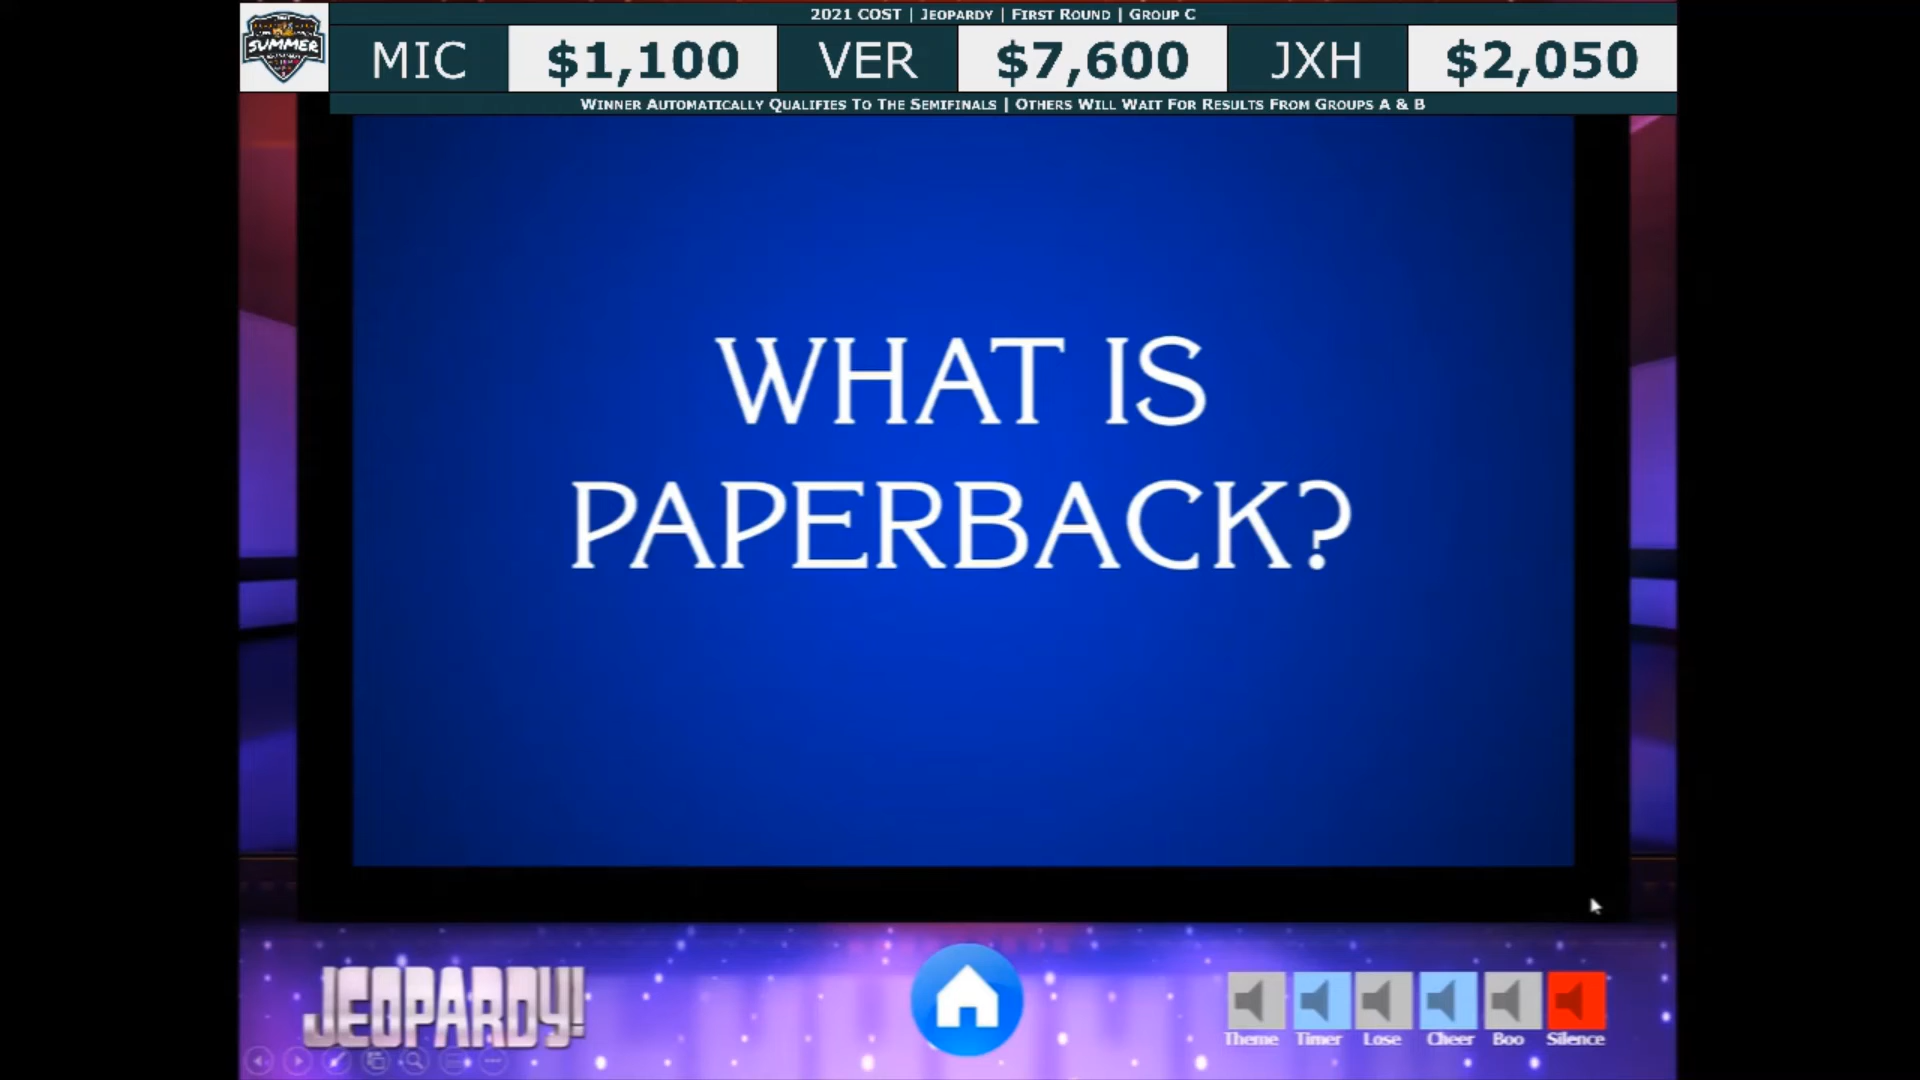 2021 COST | JEOPARDY | FIRST ROUND | GROUP C
SUMMER
MIC $1,100 VER $7,600 JXH $2,050
WINNER AUTOMATICALLY QUALIFIES TO THE SEMIFINALS | OTHERS WILL WAIT FOR RESULTS FROM GROUPS A & B
WHAT IS
PAPERBACK?
JEOPARDY!
Theme Timer Lose Cheer Boo Silence